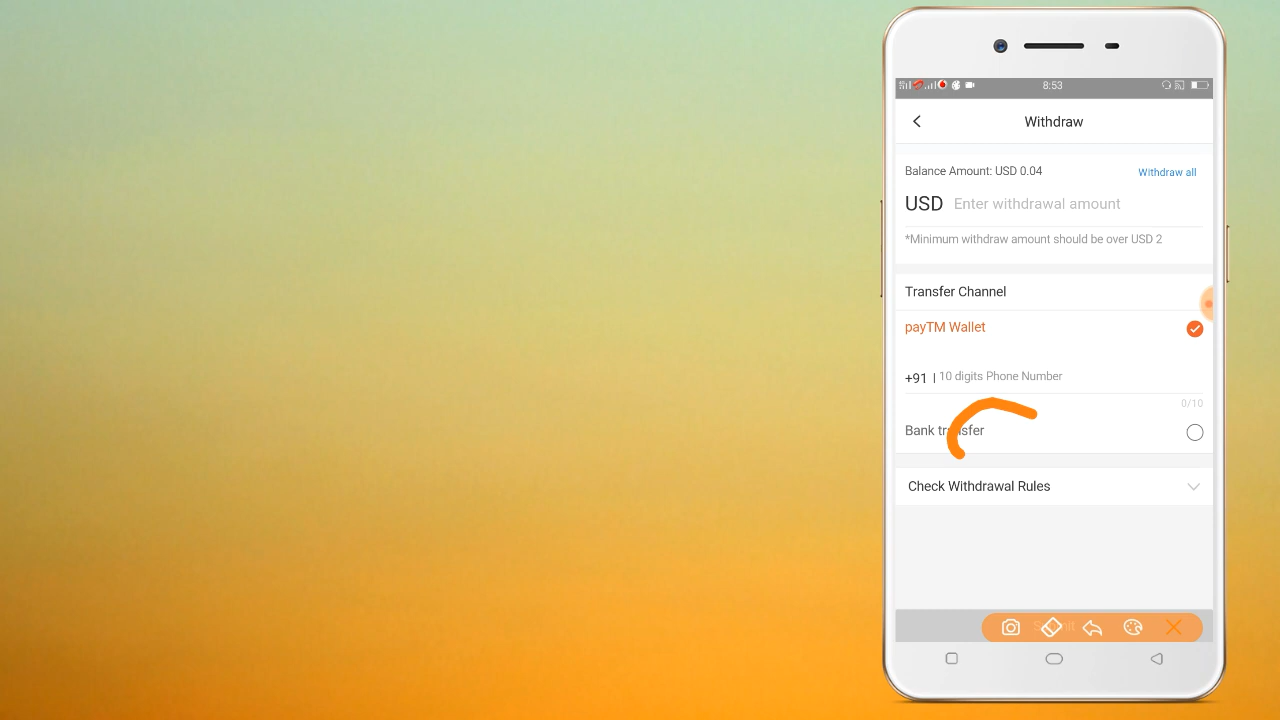 8:53
Withdraw
Balance Amount: USD 0.04
Withdraw all
USD Enter withdrawal amount
*Minimum withdraw amount should be over USD 2
Transfer Channel
payTM Wallet
+91 | 10 digits Phone Number
0/10
Bank transfer
Check Withdrawal Rules
Submit